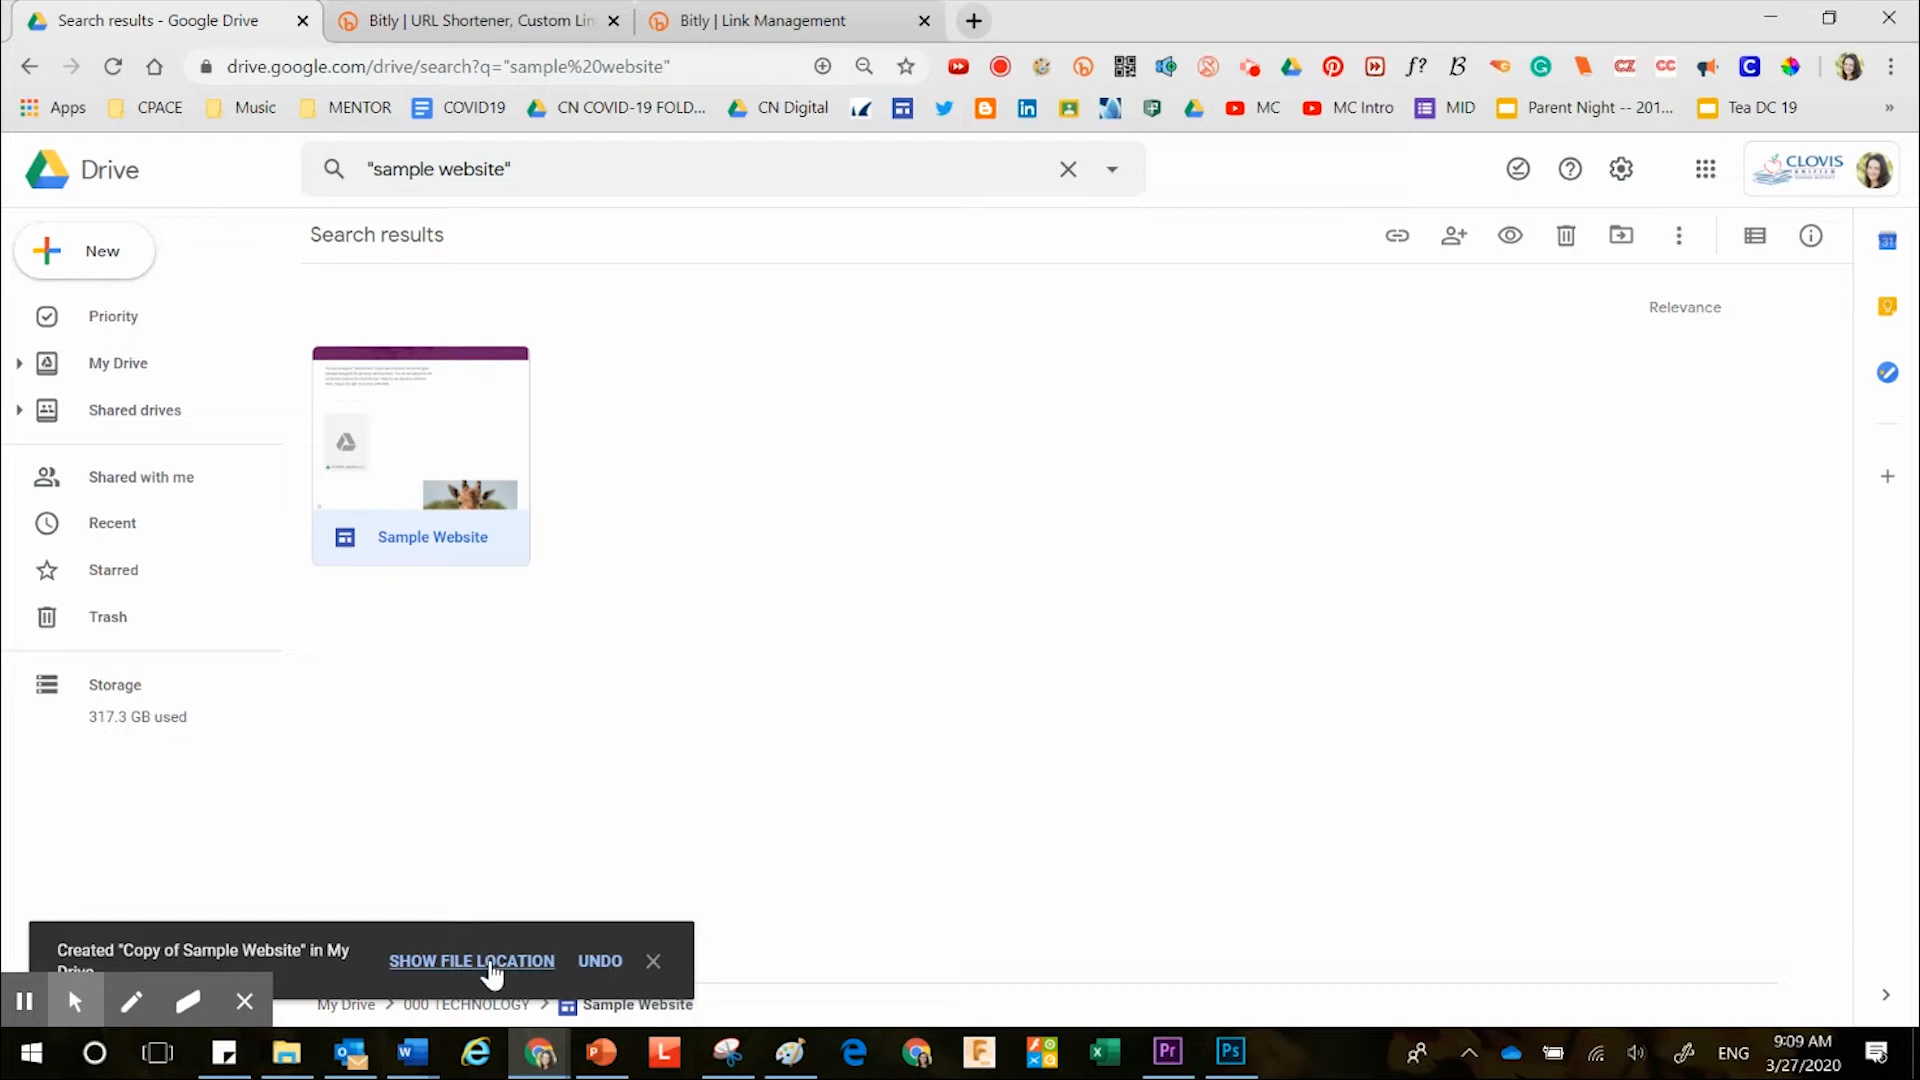 Search results - Google Drive
Bitly | URL Shortener, Custom Lin
Bitly | Link Management
drive.google.com/drive/search?q="sample%20website"
Apps
CPACE
Music
MENTOR
COVID19
CN COVID-19 FOLD...
CN Digital
MC
MC Intro
MID
Parent Night -- 201...
Tea DC 19
Drive
"sample website"
CLOVIS
UNIFIED
New
Search results
Relevance
Priority
My Drive
Shared drives
Shared with me
Recent
Starred
Trash
Storage
317.3 GB used
Sample Website
Created "Copy of Sample Website" in My
Drive
SHOW FILE LOCATION
UNDO
My Drive > 000 TECHNOLOGY > Sample Website
ENG
9:09 AM
3/27/2020